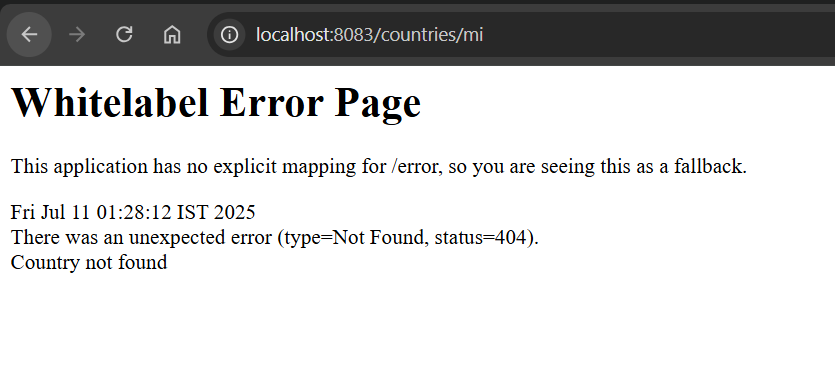 localhost:8083/countries/mi
Whitelabel Error Page
This application has no explicit mapping for /error, so you are seeing this as a fallback.
Fri Jul 11 01:28:12 IST 2025
There was an unexpected error (type=Not Found, status=404).
Country not found